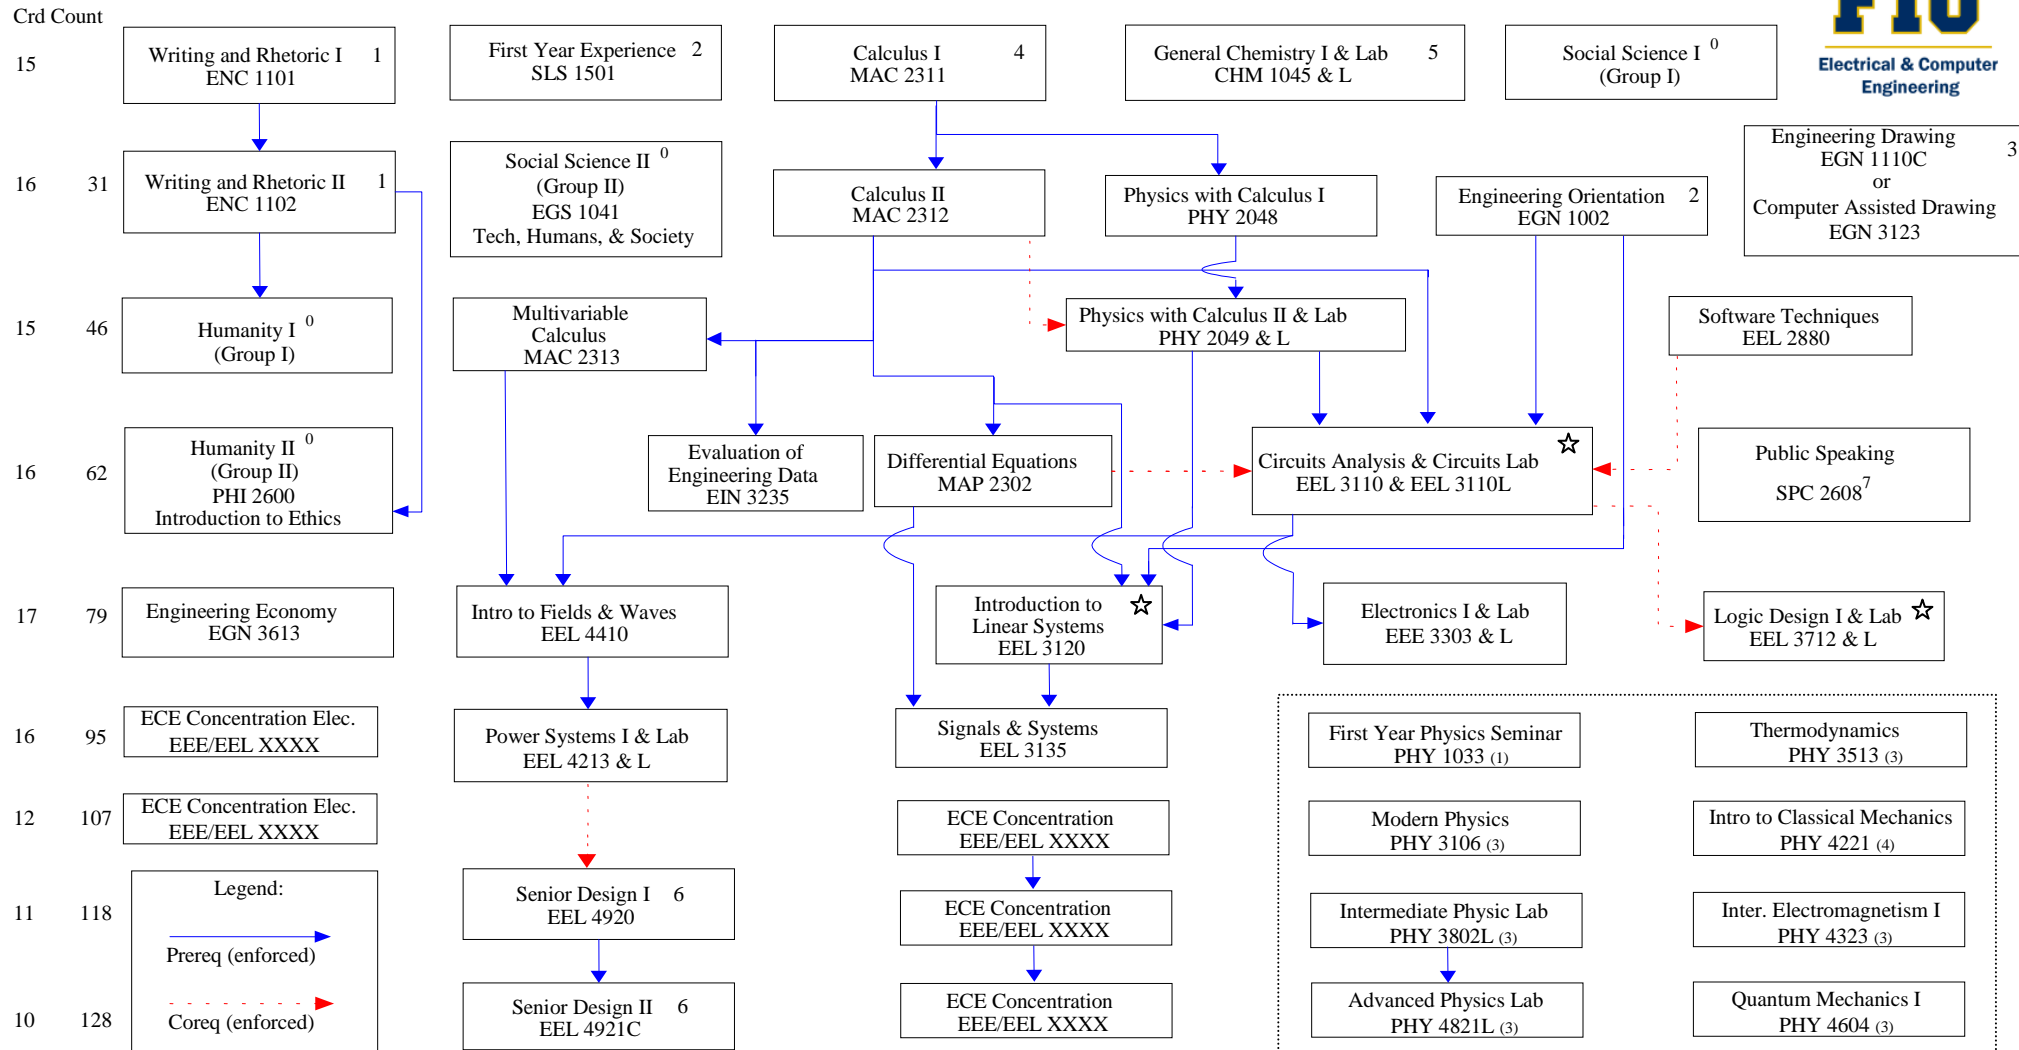 Crd Count
FIU
Electrical & Computer
Engineering
15
Writing and Rhetoric I 1
ENC 1101
First Year Experience 2
SLS 1501
Calculus I 4
MAC 2311
General Chemistry I & Lab 5
CHM 1045 & L
Social Science I 0
(Group I)
16 31
Writing and Rhetoric II 1
ENC 1102
Social Science II 0
(Group II)
EGS 1041
Tech, Humans, & Society
Calculus II
MAC 2312
Physics with Calculus I
PHY 2048
Engineering Orientation 2
EGN 1002
Engineering Drawing 3
EGN 1110C
or
Computer Assisted Drawing
EGN 3123
15 46
Humanity I 0
(Group I)
Multivariable
Calculus
MAC 2313
Physics with Calculus II & Lab
PHY 2049 & L
Software Techniques
EEL 2880
16 62
Humanity II 0
(Group II)
PHI 2600
Introduction to Ethics
Evaluation of
Engineering Data
EIN 3235
Differential Equations
MAP 2302
Circuits Analysis & Circuits Lab
EEL 3110 & EEL 3110L
Public Speaking
SPC 2608 7
17 79
Engineering Economy
EGN 3613
Intro to Fields & Waves
EEL 4410
Introduction to
Linear Systems
EEL 3120
Electronics I & Lab
EEE 3303 & L
Logic Design I & Lab
EEL 3712 & L
16 95
ECE Concentration Elec.
EEE/EEL XXXX
Power Systems I & Lab
EEL 4213 & L
Signals & Systems
EEL 3135
First Year Physics Seminar
PHY 1033 (1)
Thermodynamics
PHY 3513 (3)
12 107
ECE Concentration Elec.
EEE/EEL XXXX
ECE Concentration
EEE/EEL XXXX
Modern Physics
PHY 3106 (3)
Intro to Classical Mechanics
PHY 4221 (4)
11 118
Legend:
Prereq (enforced)
Coreq (enforced)
Senior Design I 6
EEL 4920
ECE Concentration
EEE/EEL XXXX
Intermediate Physic Lab
PHY 3802L (3)
Inter. Electromagnetism I
PHY 4323 (3)
10 128
Senior Design II 6
EEL 4921C
ECE Concentration
EEE/EEL XXXX
Advanced Physics Lab
PHY 4821L (3)
Quantum Mechanics I
PHY 4604 (3)